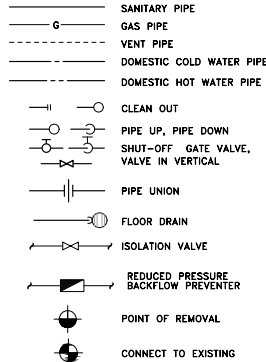 SANITARY PIPE
G GAS PIPE
VENT PIPE
DOMESTIC COLD WATER PIPE
DOMESTIC HOT WATER PIPE
CLEAN OUT
PIPE UP, PIPE DOWN
SHUT-OFF GATE VALVE,
VALVE IN VERTICAL
PIPE UNION
FLOOR DRAIN
ISOLATION VALVE
REDUCED PRESSURE
BACKFLOW PREVENTER
POINT OF REMOVAL
CONNECT TO EXISTING